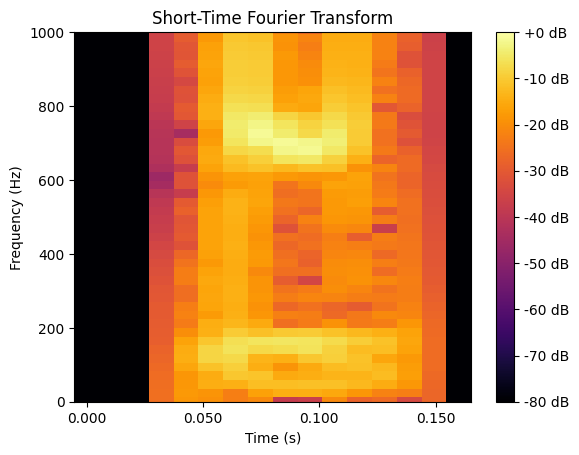 Short-Time Fourier Transform
1000
800
600
400
200
0
Frequency (Hz)
0.000
0.050
0.100
0.150
Time (s)
+0 dB
-10 dB
-20 dB
-30 dB
-40 dB
-50 dB
-60 dB
-70 dB
-80 dB